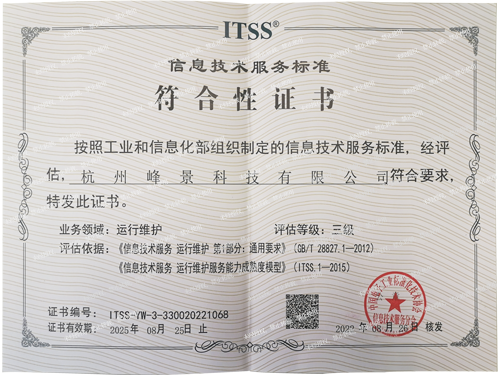 ITSS®
信息技术服务标准
符合性证书
按照工业和信息化部组织制定的信息技术服务标准，经评
估，杭州峰景科技有限公司符合要求，
特发此证书。
业务领域：运行维护 评估等级：三级
评估依据：《信息技术服务 运行维护 第1部分：通用要求》（GB/T 28827.1-2012）
《信息技术服务 运行维护服务能力成熟度模型》（ITSS.1-2015）
证书编号：ITSS-YW-3-330020221068
证书有效期：2025年 08月 25日止
2022年 08月 26日 核发